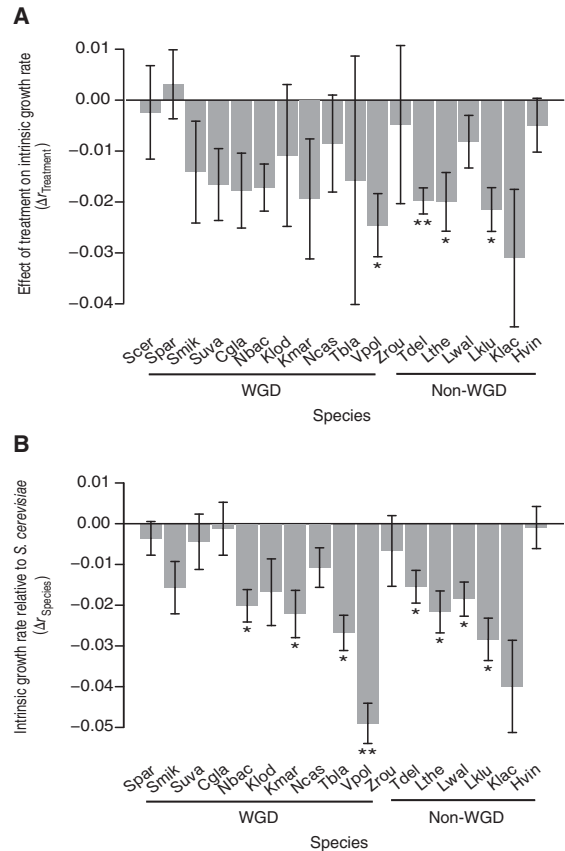 A
Effect of treatment on intrinsic growth rate
(ΔrTreatment)
0.01
0.00
−0.01
−0.02
−0.03
−0.04
*
**
*
*
Scer
Spar
Smik
Suva
Cgla
Nbac
Klod
Kmar
Ncas
Tbla
Vpol
Zrou
Tdel
Lthe
Lwal
Lklu
Klac
Hvin
WGD
Non-WGD
Species
B
Intrinsic growth rate relative to S. cerevisiae
(ΔrSpecies)
0.01
0.00
−0.01
−0.02
−0.03
−0.04
−0.05
*
*
*
**
*
*
*
*
Spar
Smik
Suva
Cgla
Nbac
Klod
Kmar
Ncas
Tbla
Vpol
Zrou
Tdel
Lthe
Lwal
Lklu
Klac
Hvin
WGD
Non-WGD
Species